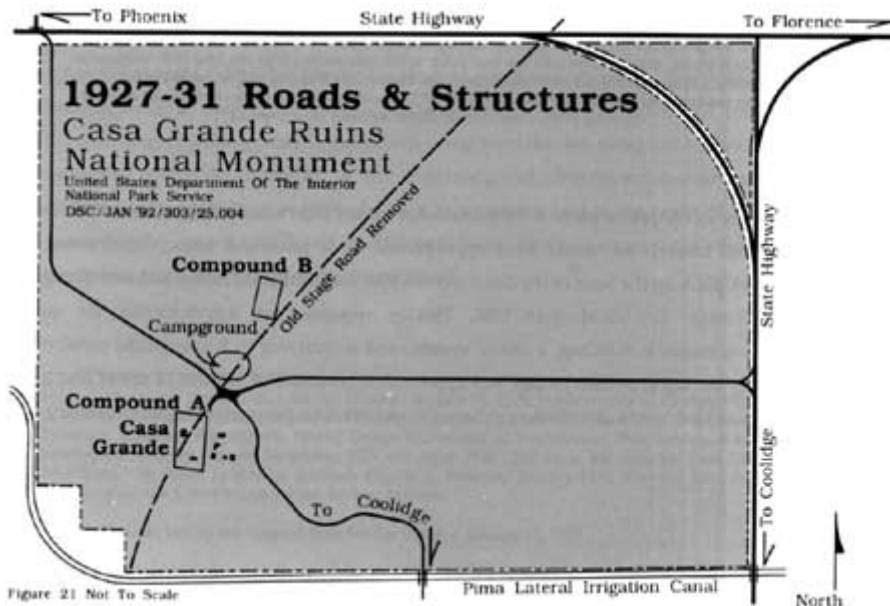 To Phoenix
State Highway
To Florence
1927-31 Roads & Structures
Casa Grande Ruins
National Monument
United States Department Of The Interior
National Park Service
DSC/JAN '92/303/25,004
Old Stage Road Removed
Compound B
Campground
State Highway
Compound A
Casa
Grande
To Coolidge
To Coolidge
Pima Lateral Irrigation Canal
Figure 21 Not To Scale
North